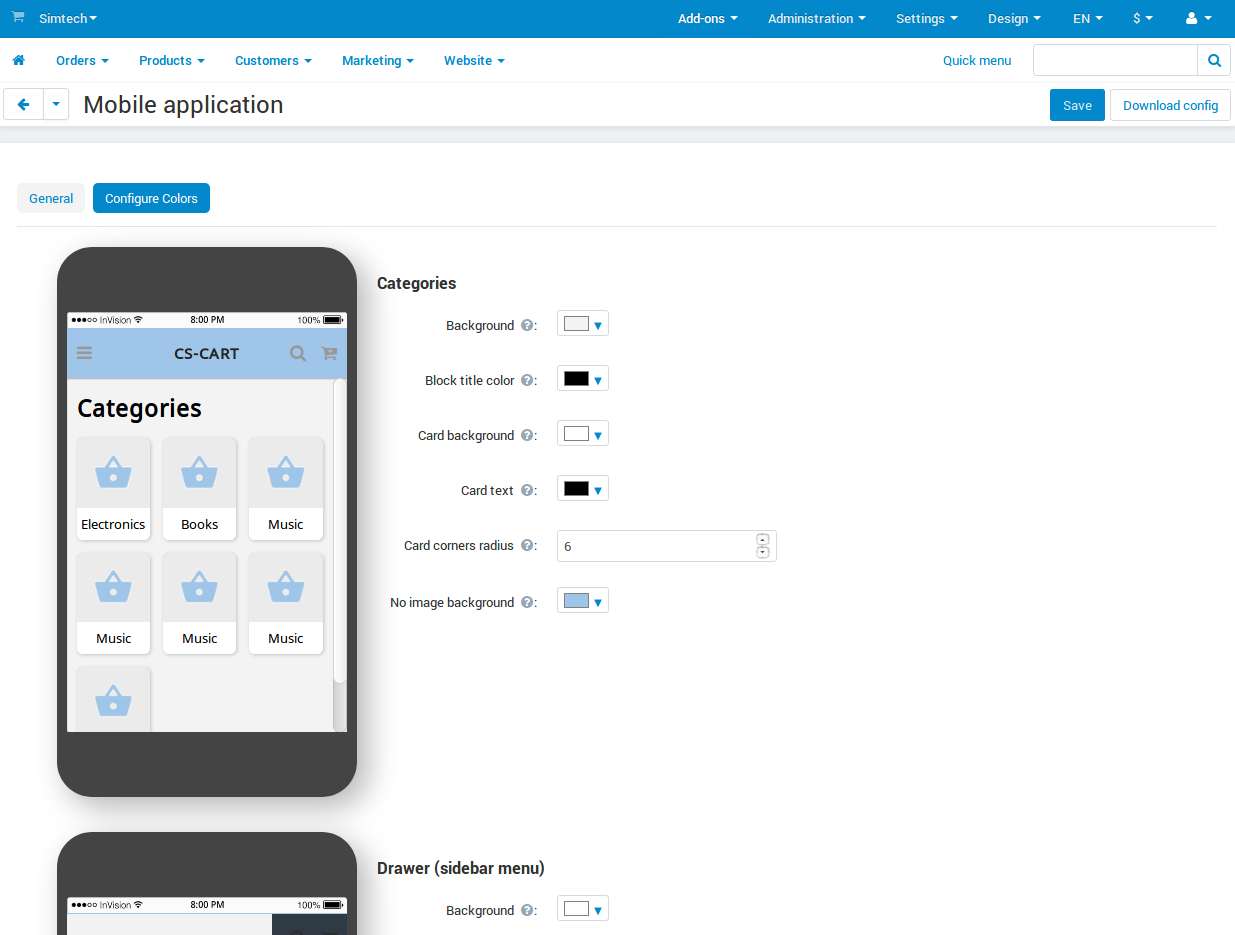 Simtech Add-ons Administration Settings Design EN $
Orders Products Customers Marketing Website Quick menu
Mobile application Save Download config
General Configure Colors
InVision 8:00 PM 100%
CS-CART
Categories
Electronics Books Music
Music Music Music
Categories
Background ?:
Block title color ?:
Card background ?:
Card text ?:
Card corners radius ?: 6
No image background ?:
InVision 8:00 PM 100%
Drawer (sidebar menu)
Background ?: